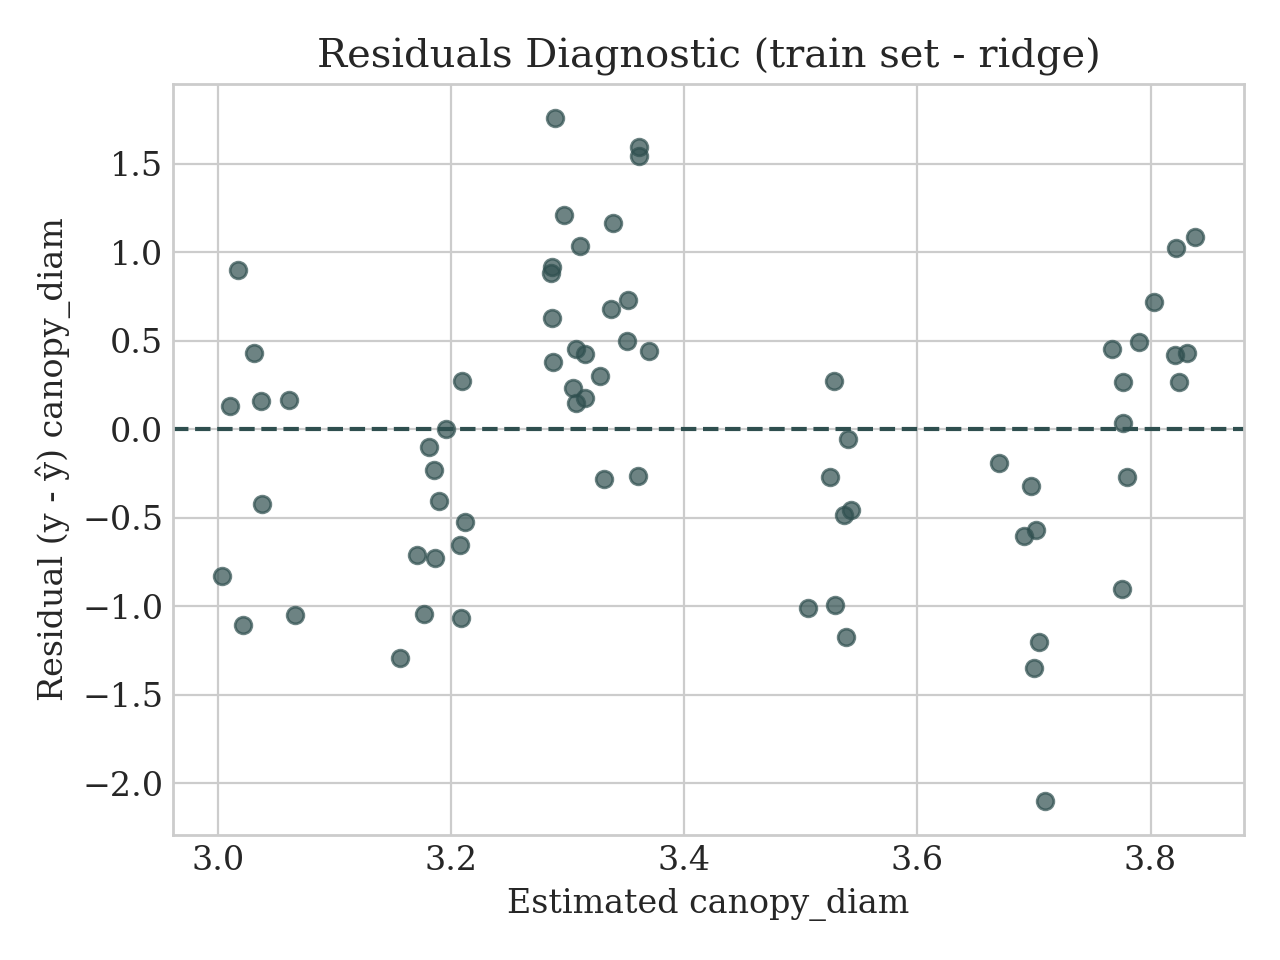 Residuals Diagnostic (train set - ridge)
Residual (y - ŷ) canopy_diam
1.5
1.0
0.5
0.0
−0.5
−1.0
−1.5
−2.0
3.0 3.2 3.4 3.6 3.8
Estimated canopy_diam